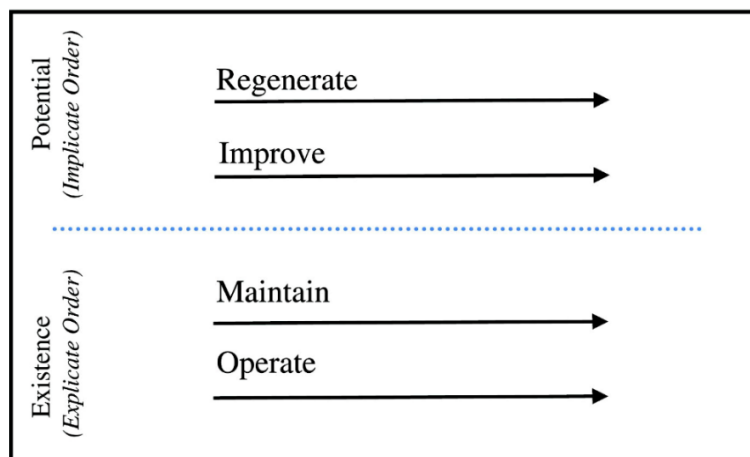 Potential
(Implicate Order)
Regenerate
Improve
Existence
(Explicate Order)
Maintain
Operate